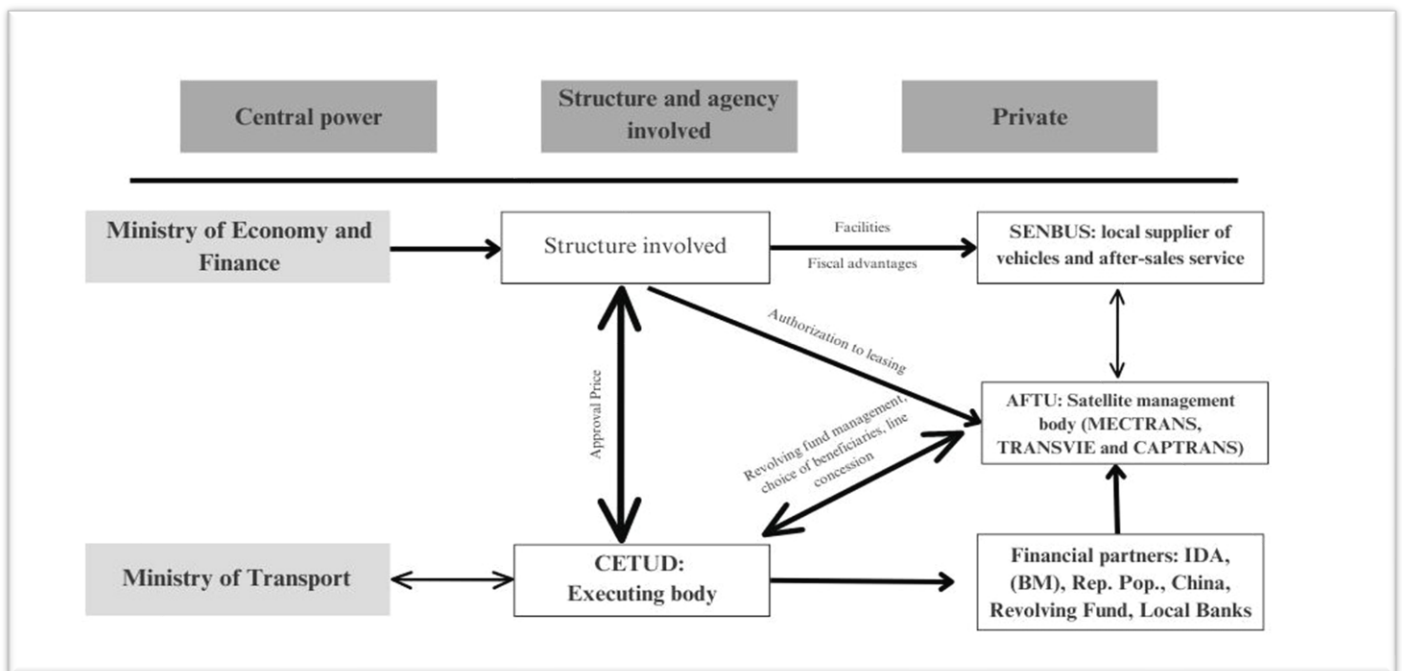 Central power
Structure and agency
involved
Private
Ministry of Economy and
Finance
Structure involved
Facilities
Fiscal advantages
SENBUS: local supplier of
vehicles and after-sales service
Authorization to leasing
Approval Price
Revolving fund management,
choice of beneficiaries, line
concession
AFTU: Satellite management
body (MECTRANS,
TRANSVIE and CAPTRANS)
Ministry of Transport
CETUD:
Executing body
Financial partners: IDA,
(BM), Rep. Pop., China,
Revolving Fund, Local Banks